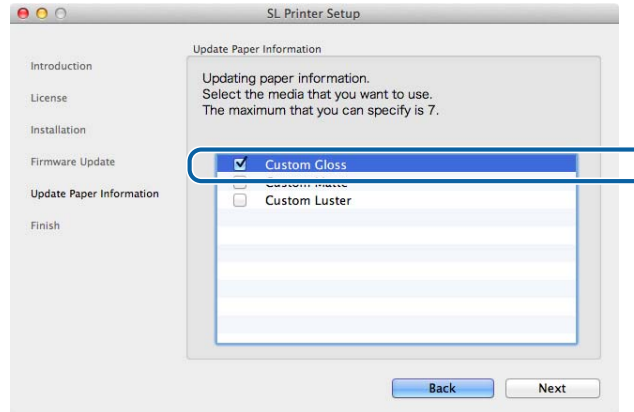 SL Printer Setup
Update Paper Information
Introduction
License
Installation
Firmware Update
Update Paper Information
Finish
Updating paper information.
Select the media that you want to use.
The maximum that you can specify is 7.
Custom Gloss
Custom Matte
Custom Luster
Back
Next